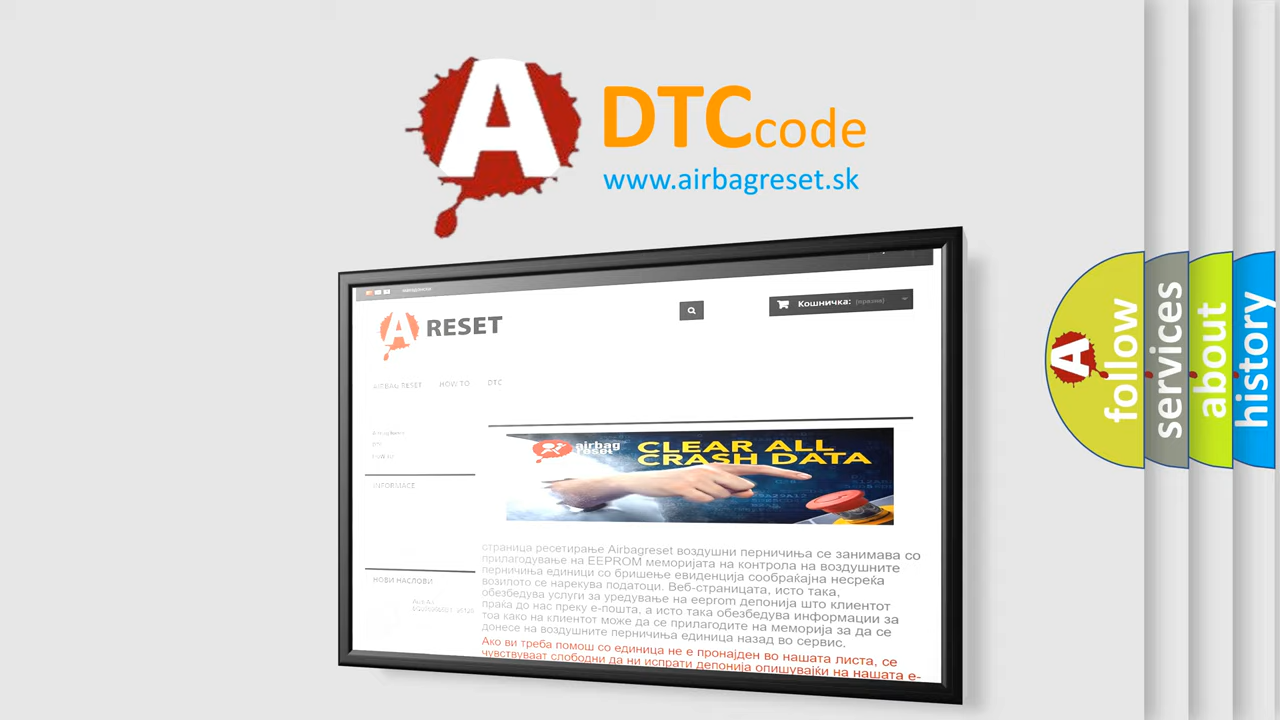 A
DTCcode
www.airbagreset.sk
A RESET
Кошничка: (празни)
AIRBAG RESET HOW TO DTC
INFORMACE
airbag
reset
CLEAR ALL
CRASH DATA
страница ресетирање Airbagreset воздушни перничиња се занимава со
прилагодување на EEPROM меморијата на контрола на воздушните
перничиња единици со бришење евиденција сообраќајна несреќа
возилото се нарекува податоци. Веб-страницата, исто така,
обезбедува услуги за уредување на eeprom депонија што клиентот
праќа до нас преку е-пошта, а исто така обезбедува информации за
тоа како на клиентот може да се прилагодите на меморија за да се
донесе на воздушните перничиња единица назад во сервис.
Ако ви треба помош со единица не е пронајден во нашата листа, се
чувствуваат слободни да ни испрати депонија опишувајќи на нашата е-
НОВИ НАСЛОВИ
A
follow
services
about
history